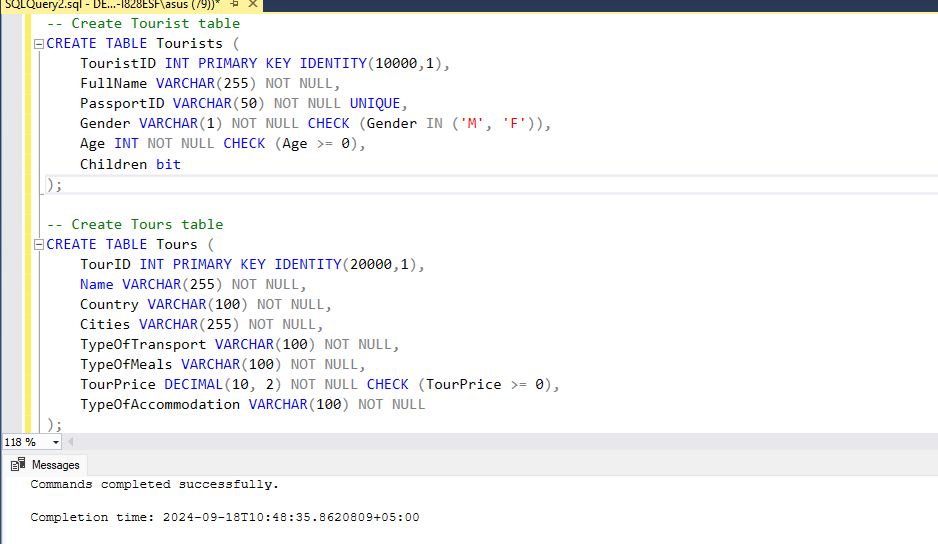 SQLQuery2.sql - DE...-T828ESF\asus (79))*
-- Create Tourist table
CREATE TABLE Tourists (
TouristID INT PRIMARY KEY IDENTITY(10000,1),
FullName VARCHAR(255) NOT NULL,
PassportID VARCHAR(50) NOT NULL UNIQUE,
Gender VARCHAR(1) NOT NULL CHECK (Gender IN ('M', 'F')),
Age INT NOT NULL CHECK (Age >= 0),
Children bit
);
-- Create Tours table
CREATE TABLE Tours (
TourID INT PRIMARY KEY IDENTITY(20000,1),
Name VARCHAR(255) NOT NULL,
Country VARCHAR(100) NOT NULL,
Cities VARCHAR(255) NOT NULL,
TypeOfTransport VARCHAR(100) NOT NULL,
TypeOfMeals VARCHAR(100) NOT NULL,
TourPrice DECIMAL(10, 2) NOT NULL CHECK (TourPrice >= 0),
TypeOfAccommodation VARCHAR(100) NOT NULL
);
118 %
Messages
Commands completed successfully.
Completion time: 2024-09-18T10:48:35.8620809+05:00